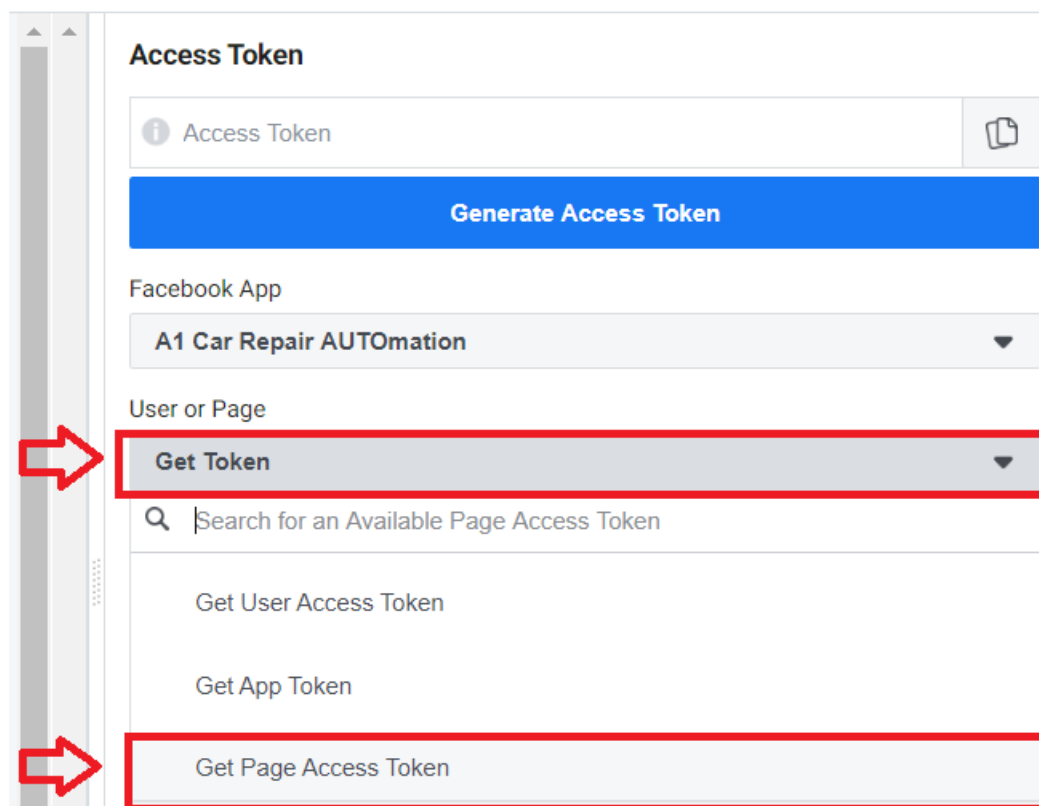 Access Token
Access Token
Generate Access Token
Facebook App
A1 Car Repair AUTOmation
User or Page
Get Token
Search for an Available Page Access Token
Get User Access Token
Get App Token
Get Page Access Token